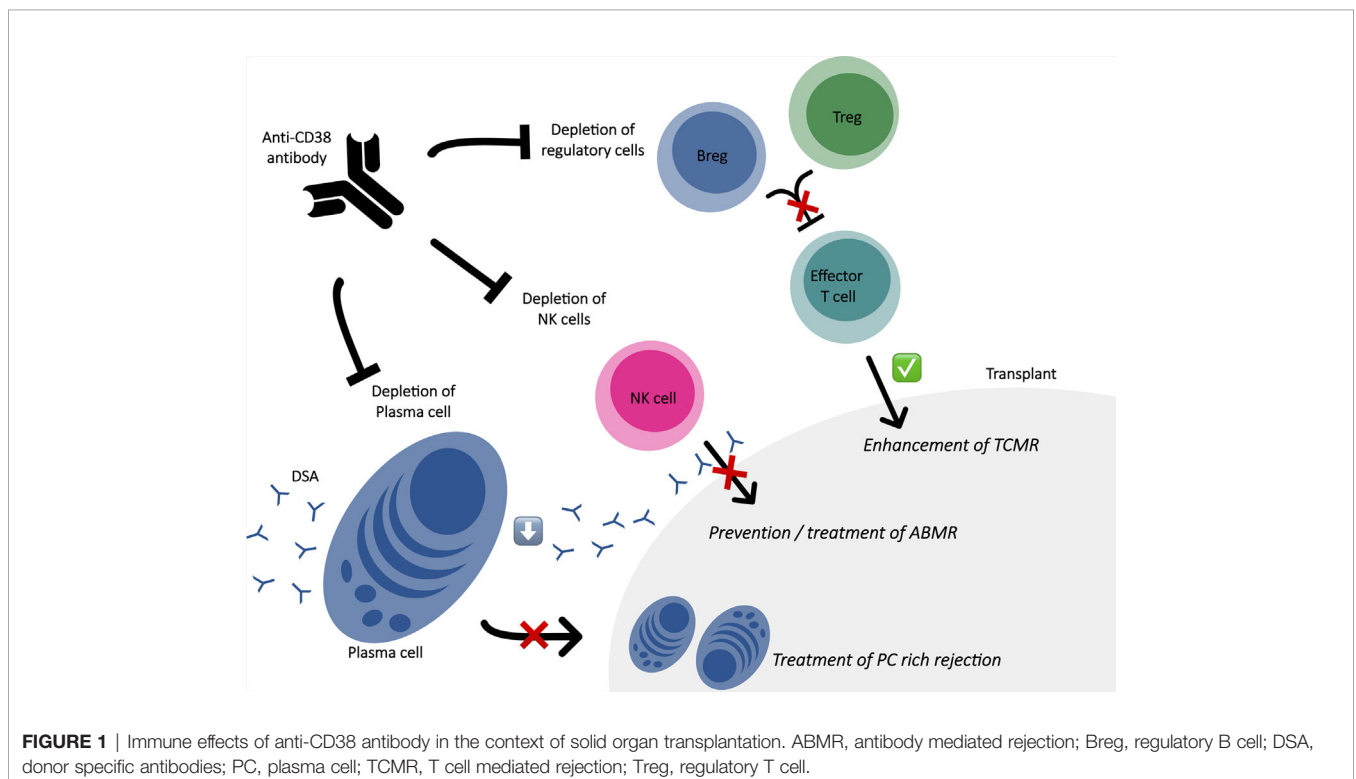 Anti-CD38
antibody
Depletion of
regulatory cells
Breg
Treg
Effector
T cell
Depletion of
NK cells
NK cell
Transplant
Enhancement of TCMR
Depletion of
Plasma cell
DSA
Prevention / treatment of ABMR
Plasma cell
Treatment of PC rich rejection
FIGURE 1 | Immune effects of anti-CD38 antibody in the context of solid organ transplantation. ABMR, antibody mediated rejection; Breg, regulatory B cell; DSA,
donor specific antibodies; PC, plasma cell; TCMR, T cell mediated rejection; Treg, regulatory T cell.